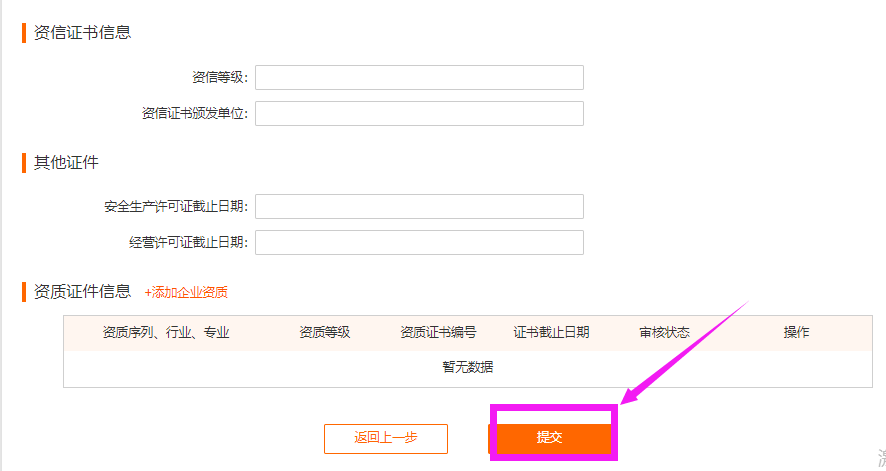 资信证书信息
资信等级:
资信证书颁发单位:
其他证件
安全生产许可证截止日期:
经营许可证截止日期:
资质证件信息 +添加企业资质
资质序列、行业、专业 资质等级 资质证书编号 证书截止日期 审核状态 操作
暂无数据
返回上一步 提交